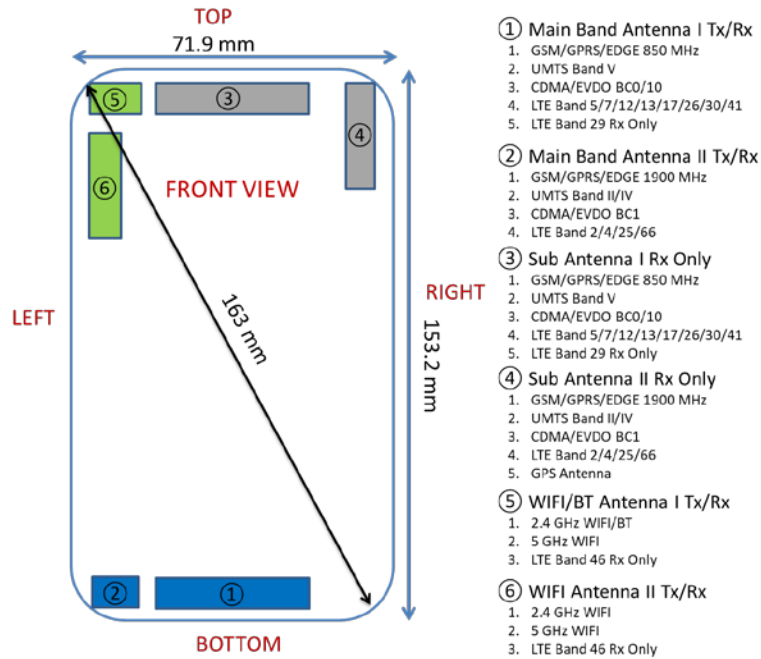 TOP
71.9 mm
⑤
③
④
⑥
FRONT VIEW
LEFT
RIGHT
163 mm
153.2 mm
②
①
BOTTOM
① Main Band Antenna I Tx/Rx
1. GSM/GPRS/EDGE 850 MHz
2. UMTS Band V
3. CDMA/EVDO BC0/10
4. LTE Band 5/7/12/13/17/26/30/41
5. LTE Band 29 Rx Only
② Main Band Antenna II Tx/Rx
1. GSM/GPRS/EDGE 1900 MHz
2. UMTS Band II/IV
3. CDMA/EVDO BC1
4. LTE Band 2/4/25/66
③ Sub Antenna I Rx Only
1. GSM/GPRS/EDGE 850 MHz
2. UMTS Band V
3. CDMA/EVDO BC0/10
4. LTE Band 5/7/12/13/17/26/30/41
5. LTE Band 29 Rx Only
④ Sub Antenna II Rx Only
1. GSM/GPRS/EDGE 1900 MHz
2. UMTS Band II/IV
3. CDMA/EVDO BC1
4. LTE Band 2/4/25/66
5. GPS Antenna
⑤ WIFI/BT Antenna I Tx/Rx
1. 2.4 GHz WIFI/BT
2. 5 GHz WIFI
3. LTE Band 46 Rx Only
⑥ WIFI Antenna II Tx/Rx
1. 2.4 GHz WIFI
2. 5 GHz WIFI
3. LTE Band 46 Rx Only